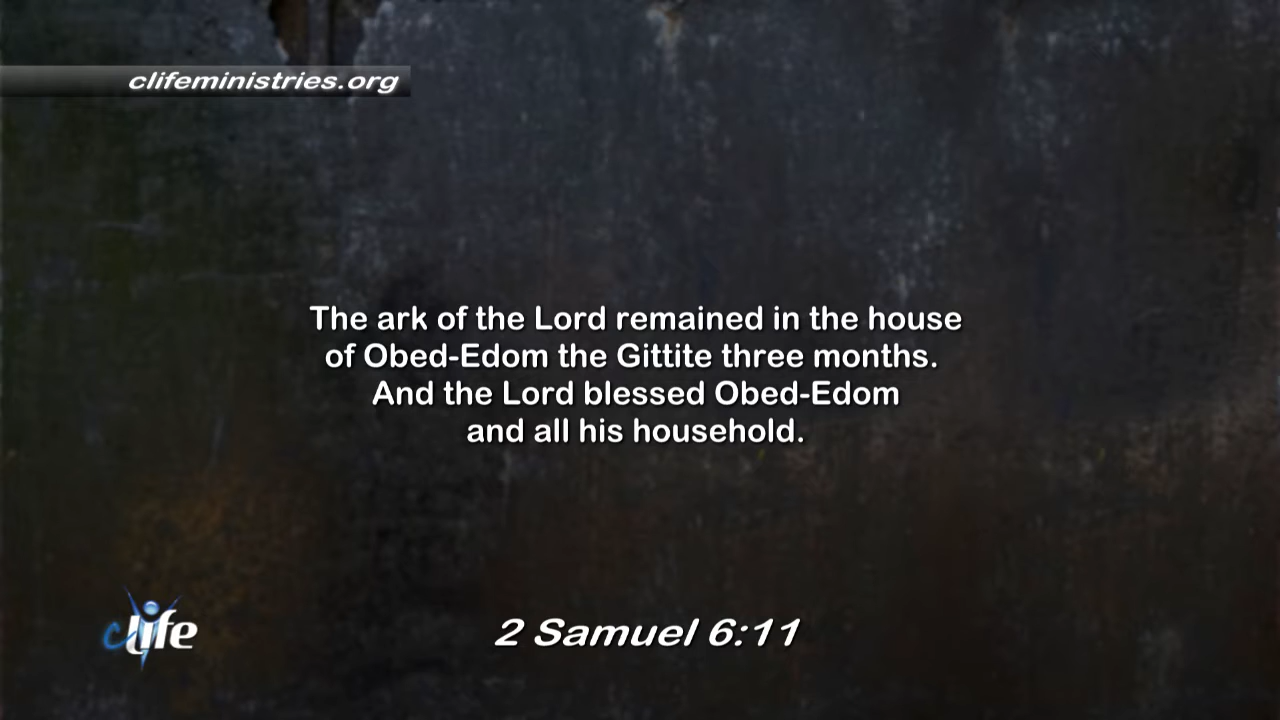 clifeministries.org
The ark of the Lord remained in the house
of Obed-Edom the Gittite three months.
And the Lord blessed Obed-Edom
and all his household.
cLife
2 Samuel 6:11